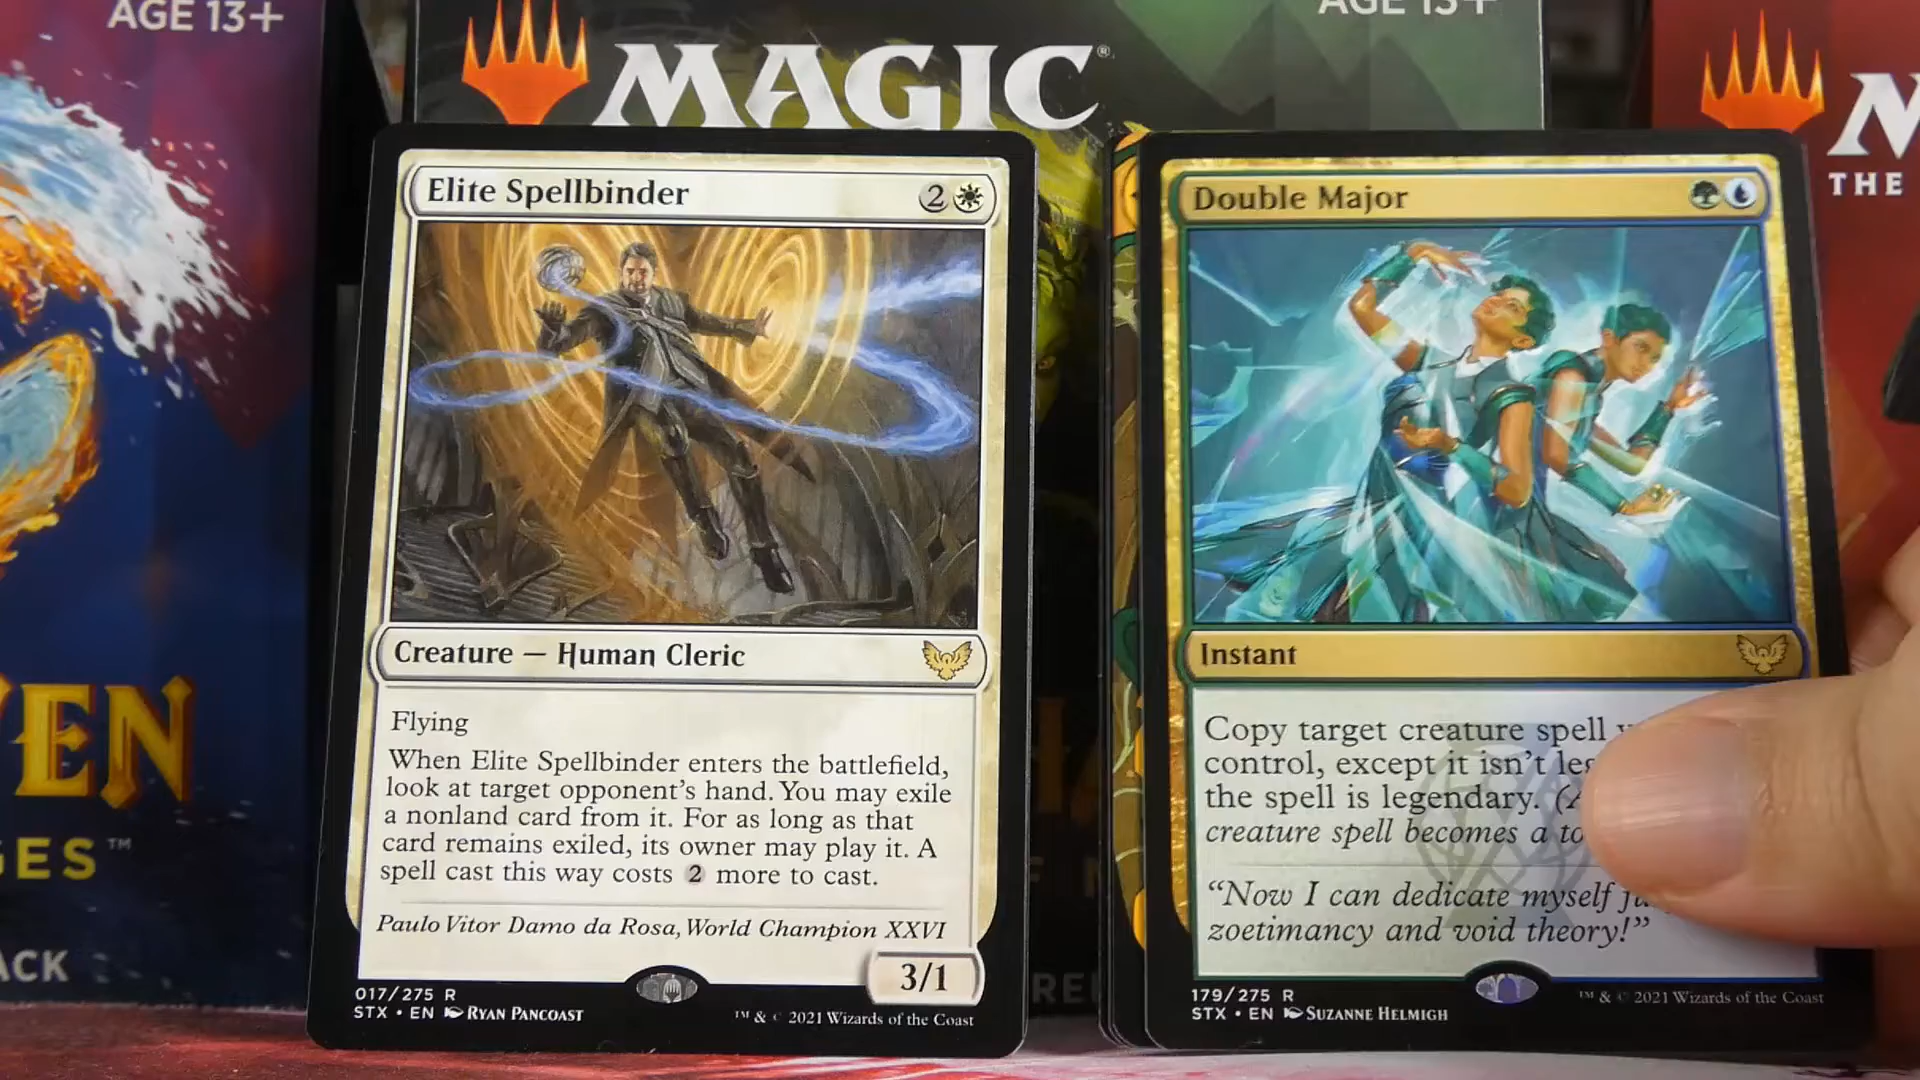 AGE 13+
MAGIC®
AGE 13+
THE
VEN
GES™
ACK
Elite Spellbinder
2
Creature — Human Cleric
Flying
When Elite Spellbinder enters the battlefield,
look at target opponent's hand. You may exile
a nonland card from it. For as long as that
card remains exiled, its owner may play it. A
spell cast this way costs 2 more to cast.
Paulo Vitor Damo da Rosa, World Champion XXVI
3/1
017/275 R
STX • EN RYAN PANCOAST
™ & © 2021 Wizards of the Coast
Double Major
Instant
Copy target creature spell
control, except it isn't
the spell is legendary.
creature spell becomes a
"Now I can dedicate myself
zoetimancy and void theory!"
179/275 R
STX • EN SUZANNE HELMIGH
™ & © 2021 Wizards of the Coast